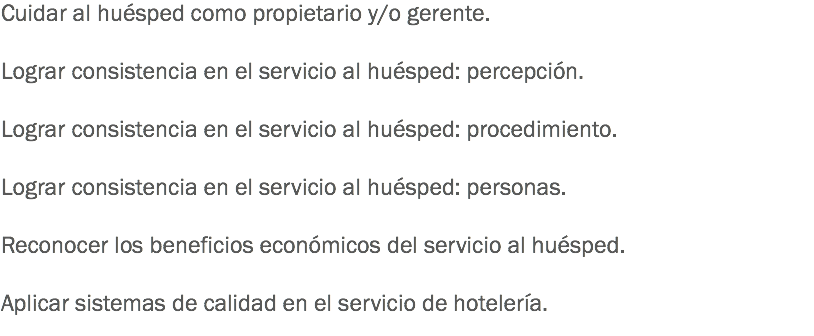 Cuidar al huésped como propietario y/o gerente.
Lograr consistencia en el servicio al huésped: percepción.
Lograr consistencia en el servicio al huésped: procedimiento.
Lograr consistencia en el servicio al huésped: personas.
Reconocer los beneficios económicos del servicio al huésped.
Aplicar sistemas de calidad en el servicio de hotelería.